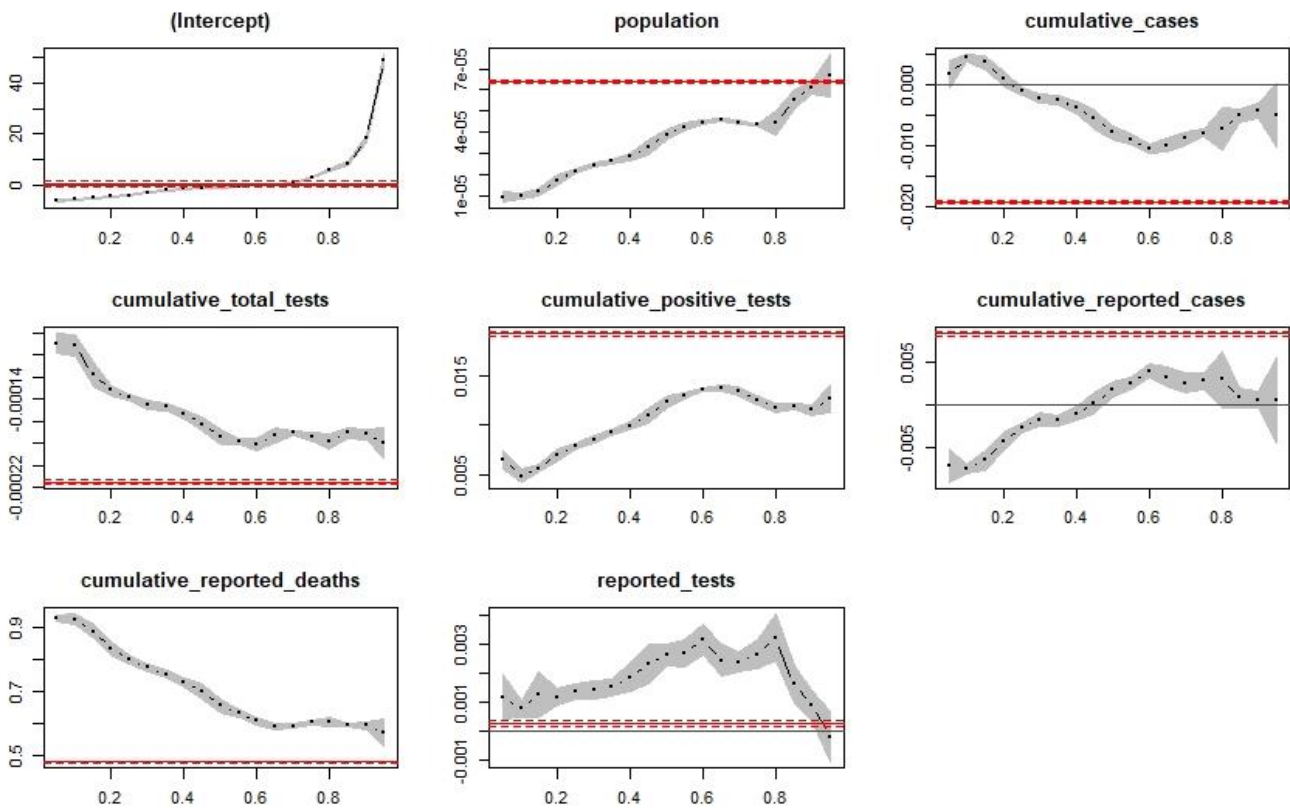 (Intercept)
0 20 40
0.2 0.4 0.6 0.8
population
1e-05 4e-05 7e-05
0.2 0.4 0.6 0.8
cumulative_cases
-0.020 -0.010 0.000
0.2 0.4 0.6 0.8
cumulative_total_tests
-0.00022 -0.00014
0.2 0.4 0.6 0.8
cumulative_positive_tests
0.005 0.015
0.2 0.4 0.6 0.8
cumulative_reported_cases
-0.005 0.005
0.2 0.4 0.6 0.8
cumulative_reported_deaths
0.5 0.7 0.9
0.2 0.4 0.6 0.8
reported_tests
-0.001 0.001 0.003
0.2 0.4 0.6 0.8